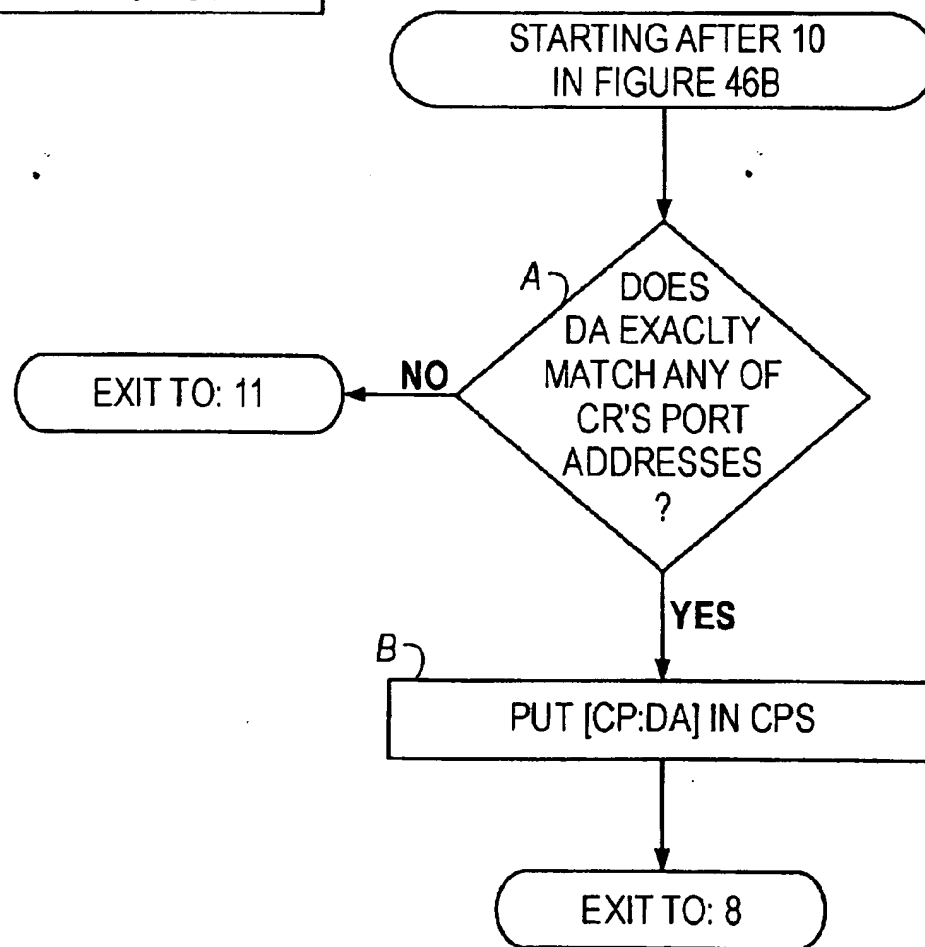 STARTING AFTER 10
IN FIGURE 46B
A
DOES
DA EXACLTY
MATCH ANY OF
CR'S PORT
ADDRESSES
?
NO
EXIT TO: 11
YES
B
PUT [CP:DA] IN CPS
EXIT TO: 8